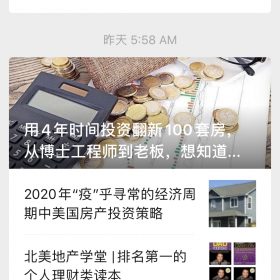 昨天 5:58 AM
用4年时间投资翻新100套房，
从博士工程师到老板，想知道...
2020年“疫”乎寻常的经济周
期中美国房产投资策略
北美地产学堂 | 排名第一的
个人理财类读本